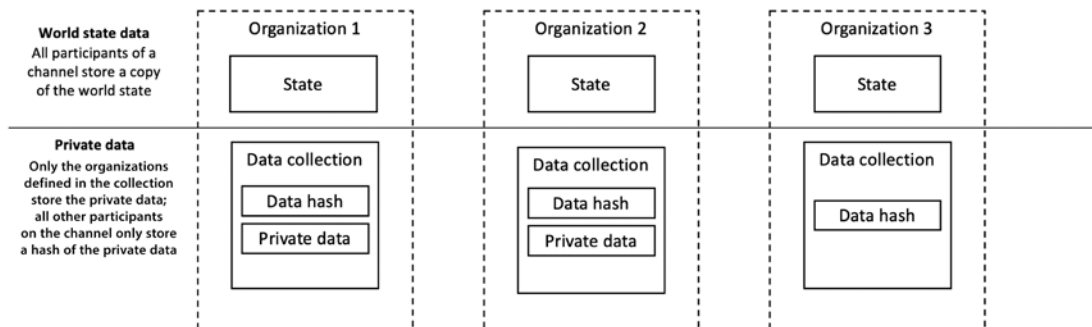 World state data
All participants of a
channel store a copy
of the world state
Organization 1
State
Organization 2
State
Organization 3
State
Private data
Only the organizations
defined in the collection
store the private data;
all other participants
on the channel only store
a hash of the private data
Data collection
Data hash
Private data
Data collection
Data hash
Private data
Data collection
Data hash